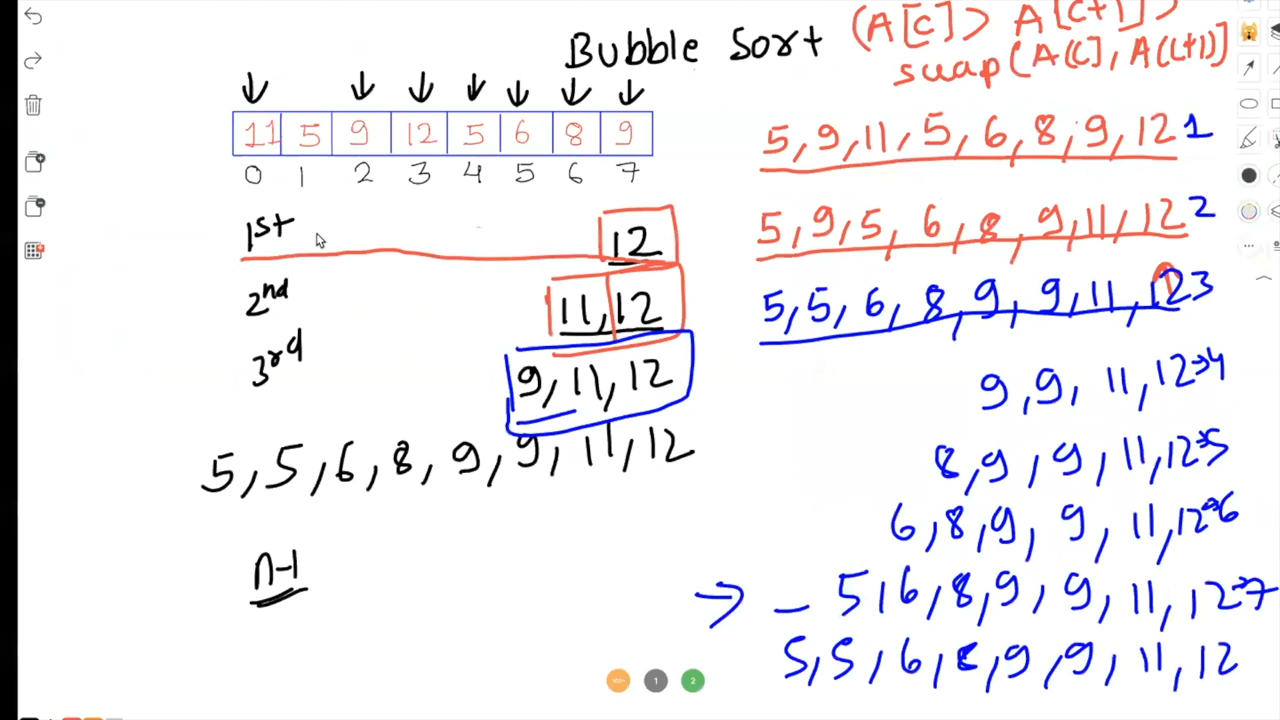 Bubble Sort
(A[C] > A[C+1])
swap(A[C], A[C+1)]
11 5 9 12 5 6 8 9
0 1 2 3 4 5 6 7
1st 12
2nd 11, 12
3rd 9, 11, 12
5, 5, 6, 8, 9, 9, 11, 12
n-1
5, 9, 11, 5, 6, 8, 9, 12 1
5, 9, 5, 6, 8, 9, 11, 12 2
5, 5, 6, 8, 9, 9, 11, 12 3
9, 9, 11, 12 → 4
8, 9, 9, 11, 12 → 5
6, 8, 9, 9, 11, 12 → 6
→ _ 5, 6, 8, 9, 9, 11, 12 → 7
5, 5, 6, 8, 9, 9, 11, 12
1 2